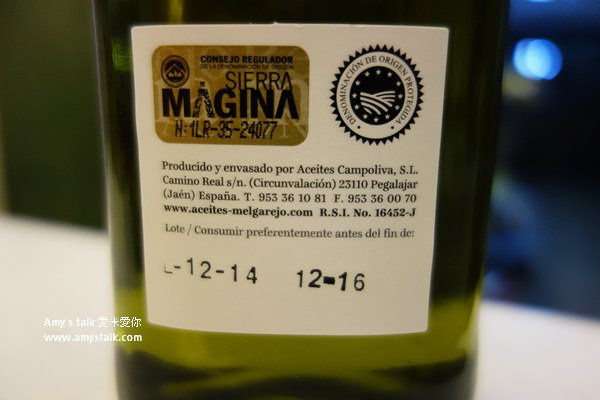 CONSEJO REGULADOR
DE LA DENOMINACIÓN DE ORIGEN
SIERRA
MÁGINA
N:1LR-35-24077
DENOMINACIÓN DE ORIGEN PROTEGIDA
Producido y envasado por Aceites Campoliva, S.L.
Camino Real s/n. (Circunvalación) 23110 Pegalajar
(Jaén) España. T. 953 36 10 81 F. 953 36 00 70
www.aceites-melgarejo.com R.S.I. No. 16452-J
Lote / Consumir preferentemente antes del fin de:
L-12-14 12-16
Amy's talk 愛米愛你
www.amystalk.com